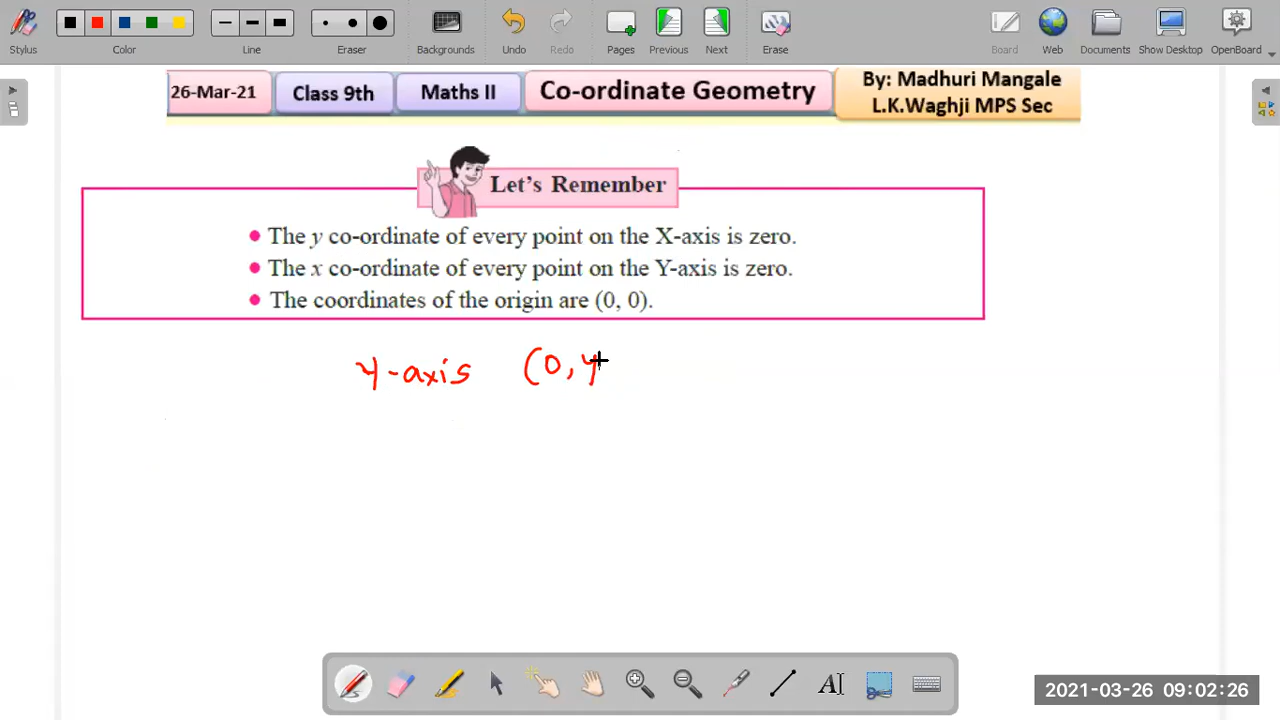 Stylus Color Line Eraser Backgrounds Undo Redo Pages Previous Next Erase Board Web Documents Show Desktop OpenBoard
26-Mar-21 Class 9th Maths II Co-ordinate Geometry By: Madhuri Mangale
L.K.Waghji MPS Sec
Let's Remember
• The y co-ordinate of every point on the X-axis is zero.
• The x co-ordinate of every point on the Y-axis is zero.
• The coordinates of the origin are (0, 0).
Y-axis (0, Y
2021-03-26 09:02:26